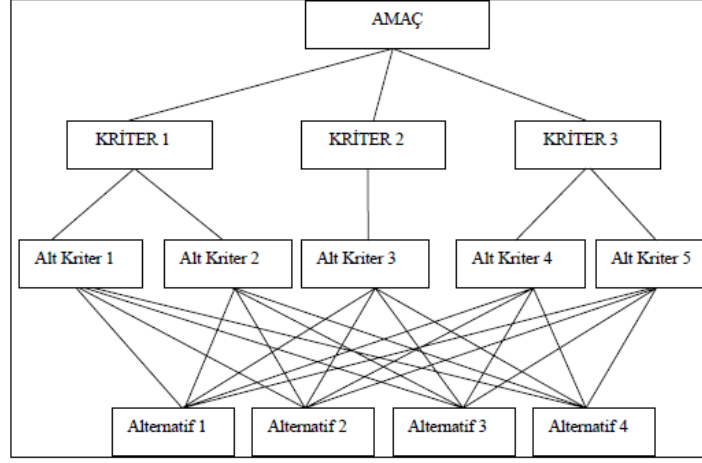 AMAÇ
KRİTER 1
KRİTER 2
KRİTER 3
Alt Kriter 1
Alt Kriter 2
Alt Kriter 3
Alt Kriter 4
Alt Kriter 5
Alternatif 1
Alternatif 2
Alternatif 3
Alternatif 4